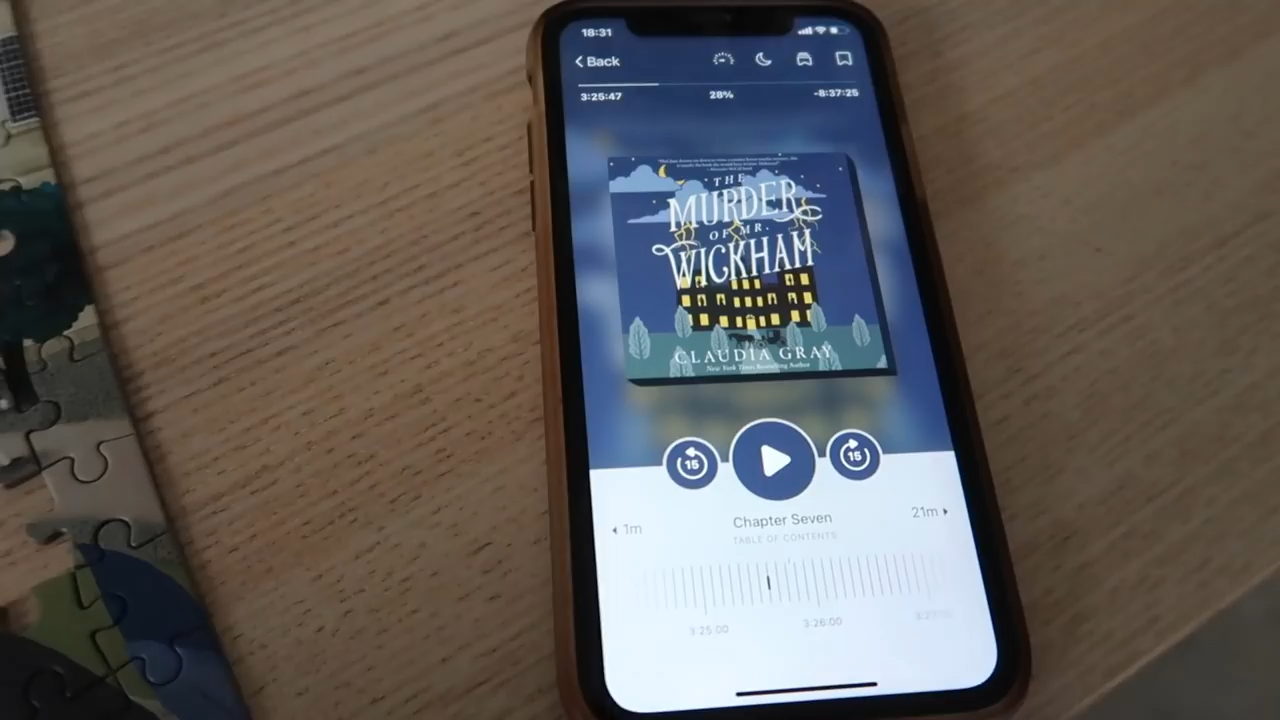 18:31
Back
3:25:47 28% -8:37:25
THE
MURDER
OF MR.
WICKHAM
CLAUDIA GRAY
New York Times Bestselling Author
15 15
1m Chapter Seven 21m
TABLE OF CONTENTS
3:25:00 3:26:00